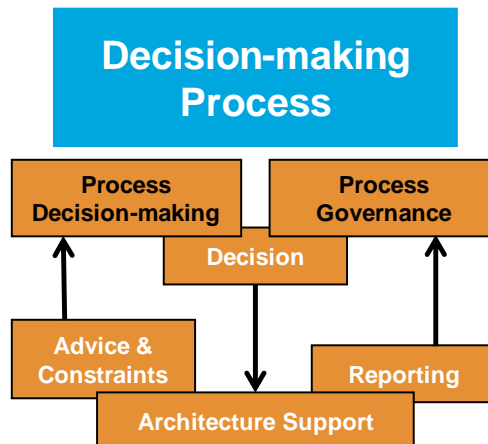 Decision-making
Process
Process
Decision-making
Process
Governance
Decision
Advice &
Constraints
Reporting
Architecture Support